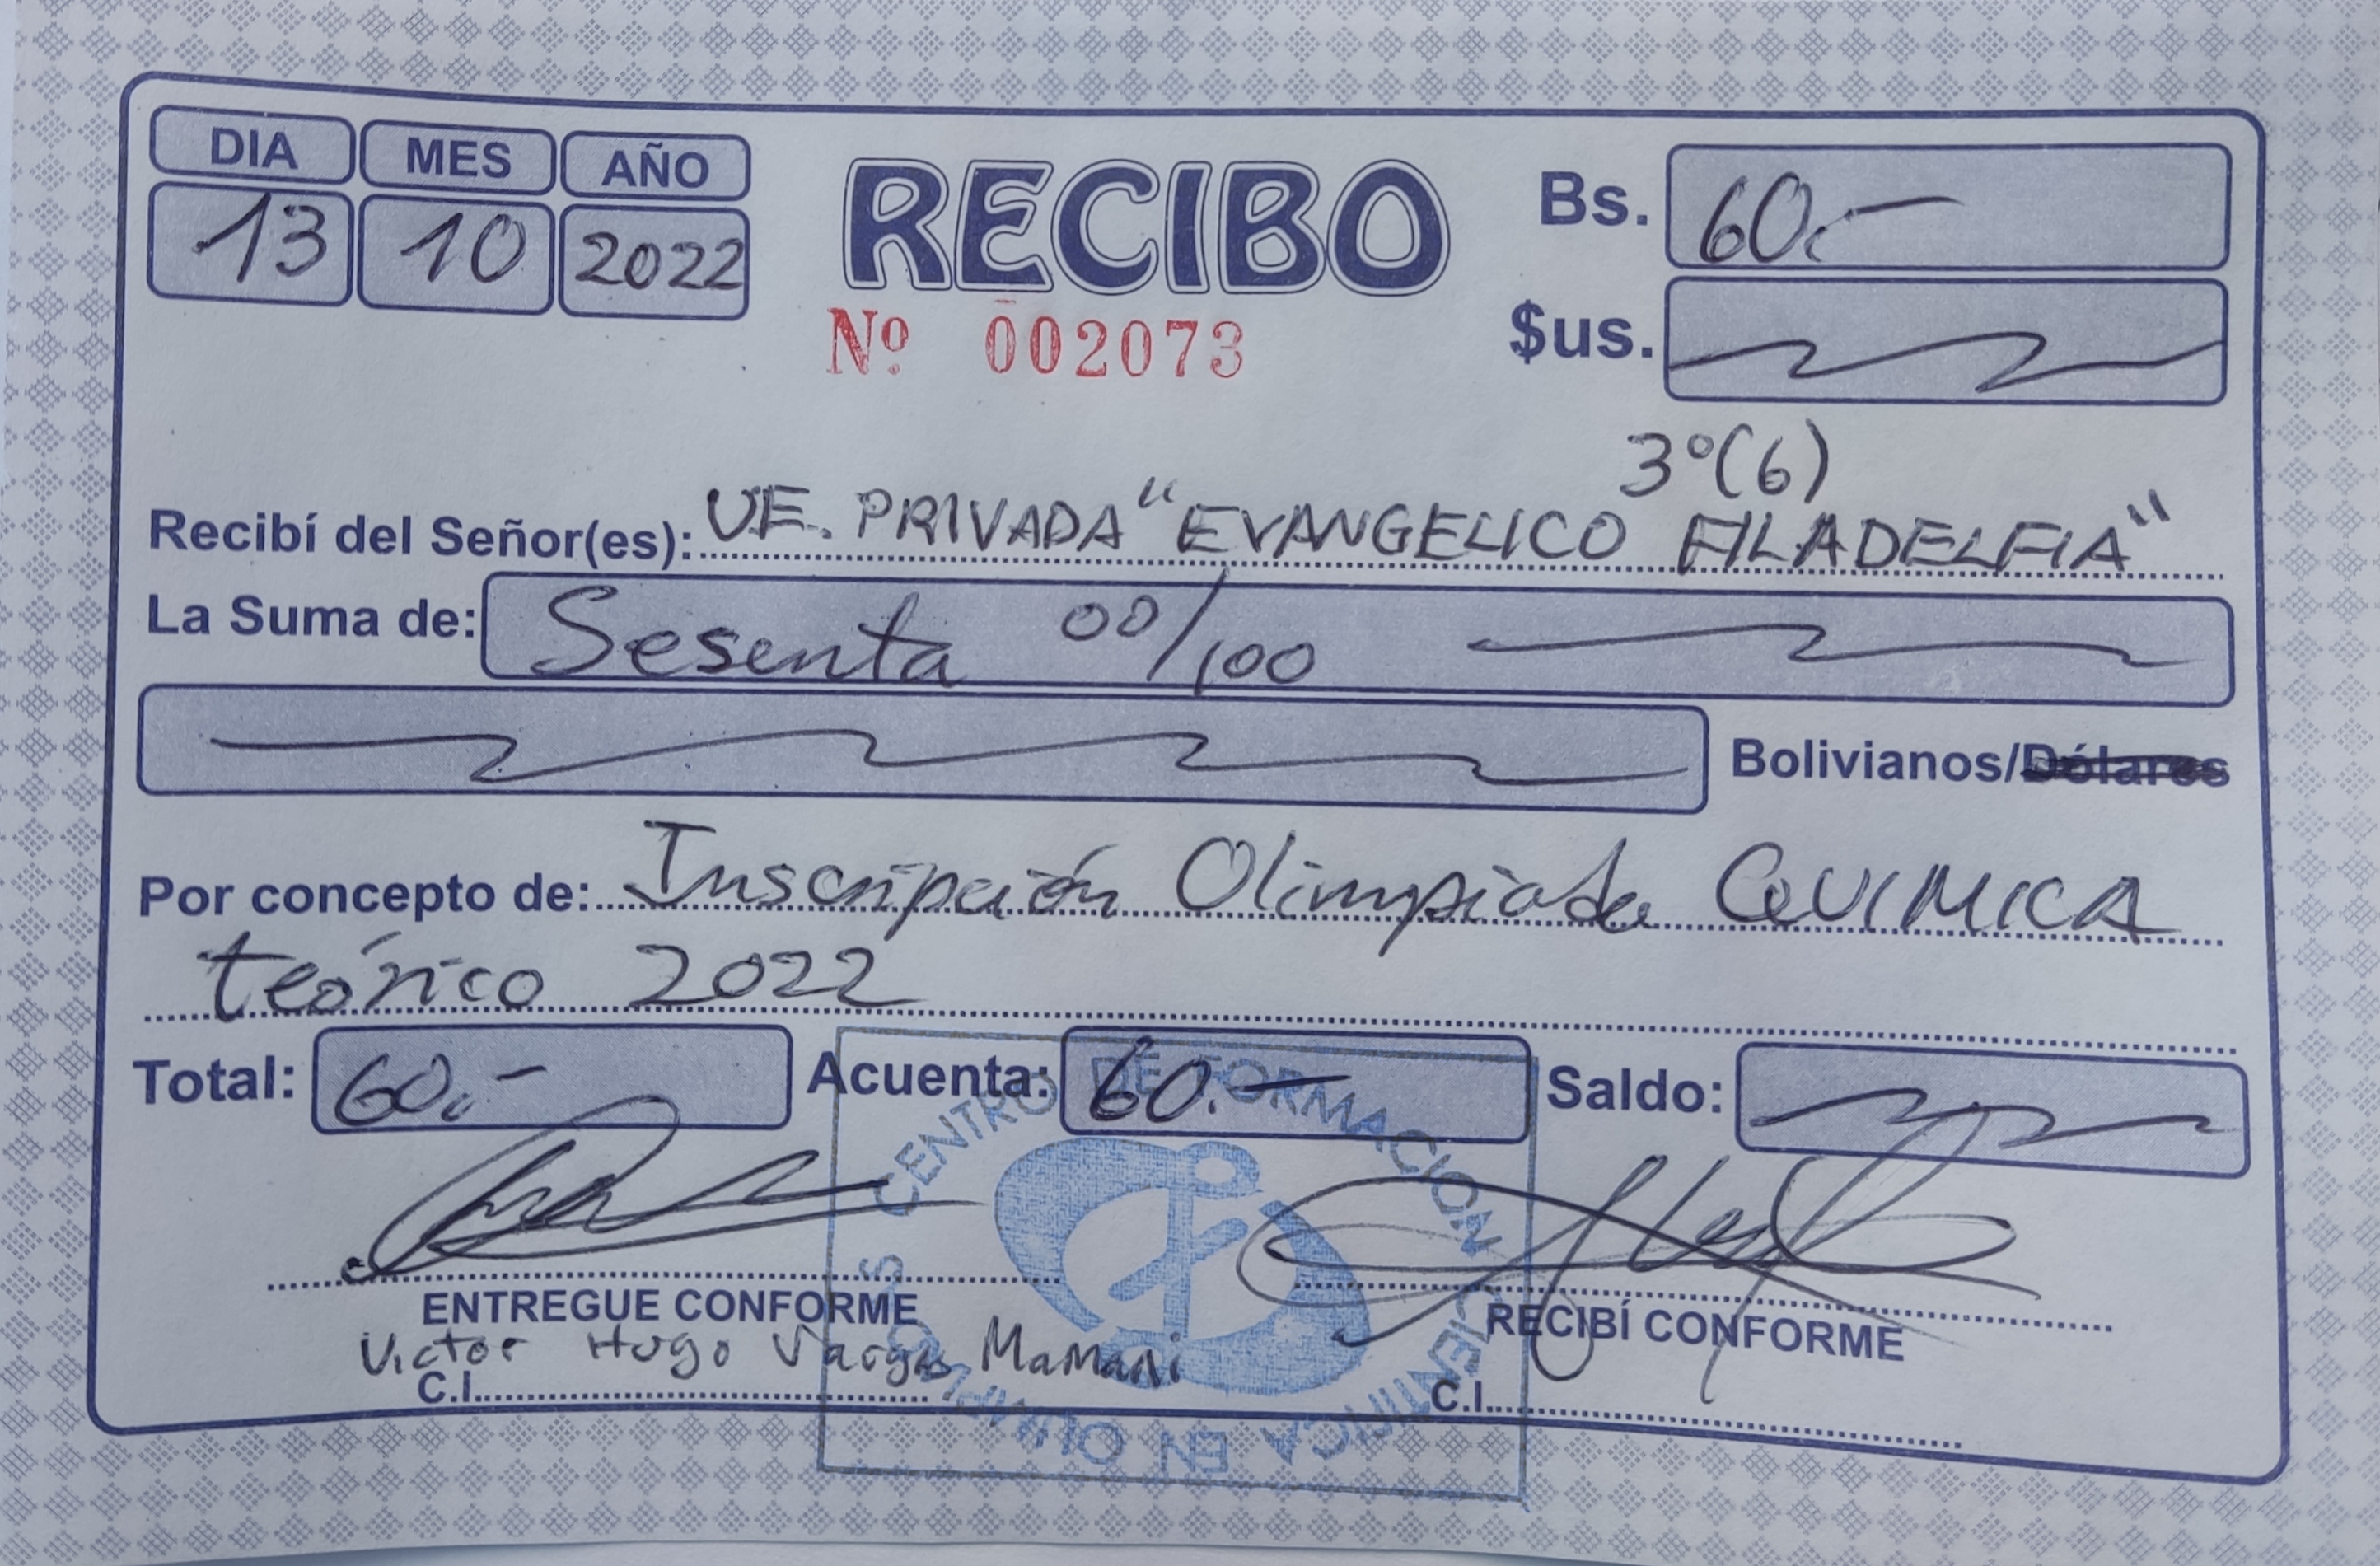 DIA MES AÑO
13 10 2022
RECIBO
Nº 002073
Bs. 60.-
$us.
3º(6)
Recibí del Señor(es): UE. PRIVADA "EVANGELICO FILADELFIA"
La Suma de: Sesenta 00/100
Bolivianos/Dólares
Por concepto de: Inscripción Olimpiada QUIMICA
teórico 2022
Total: 60.- Acuenta: 60.- Saldo:
ENTREGUE CONFORME
Victor Hugo Vargas Mamani
C.I.
RECIBÍ CONFORME
C.I.
CENTRO DE FORMACION CIENTIFICA EN OLIMPIADAS